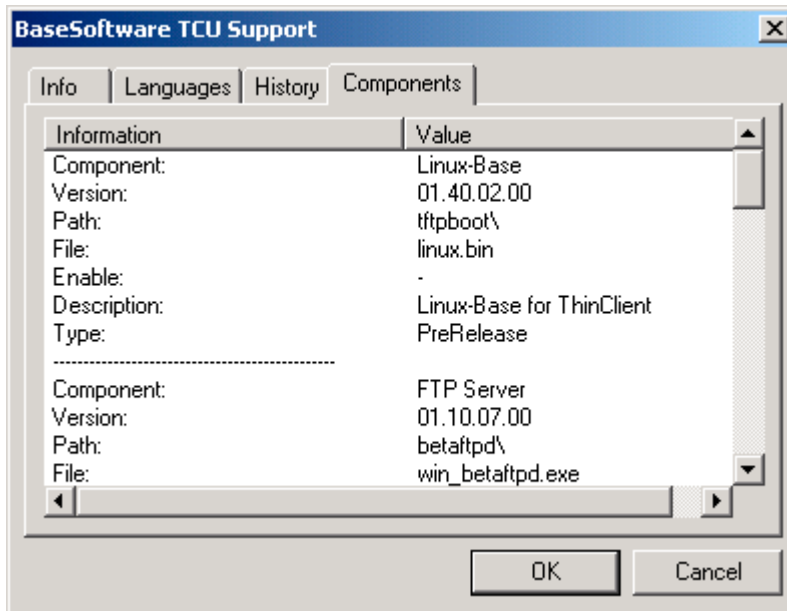 BaseSoftware TCU Support
Info Languages History Components
Information Value
Component: Linux-Base
Version: 01.40.02.00
Path: tftpboot\
File: linux.bin
Enable: -
Description: Linux-Base for ThinClient
Type: PreRelease
-----------------------------------------------
Component: FTP Server
Version: 01.10.07.00
Path: betaftpd\
File: win_betaftpd.exe
OK Cancel